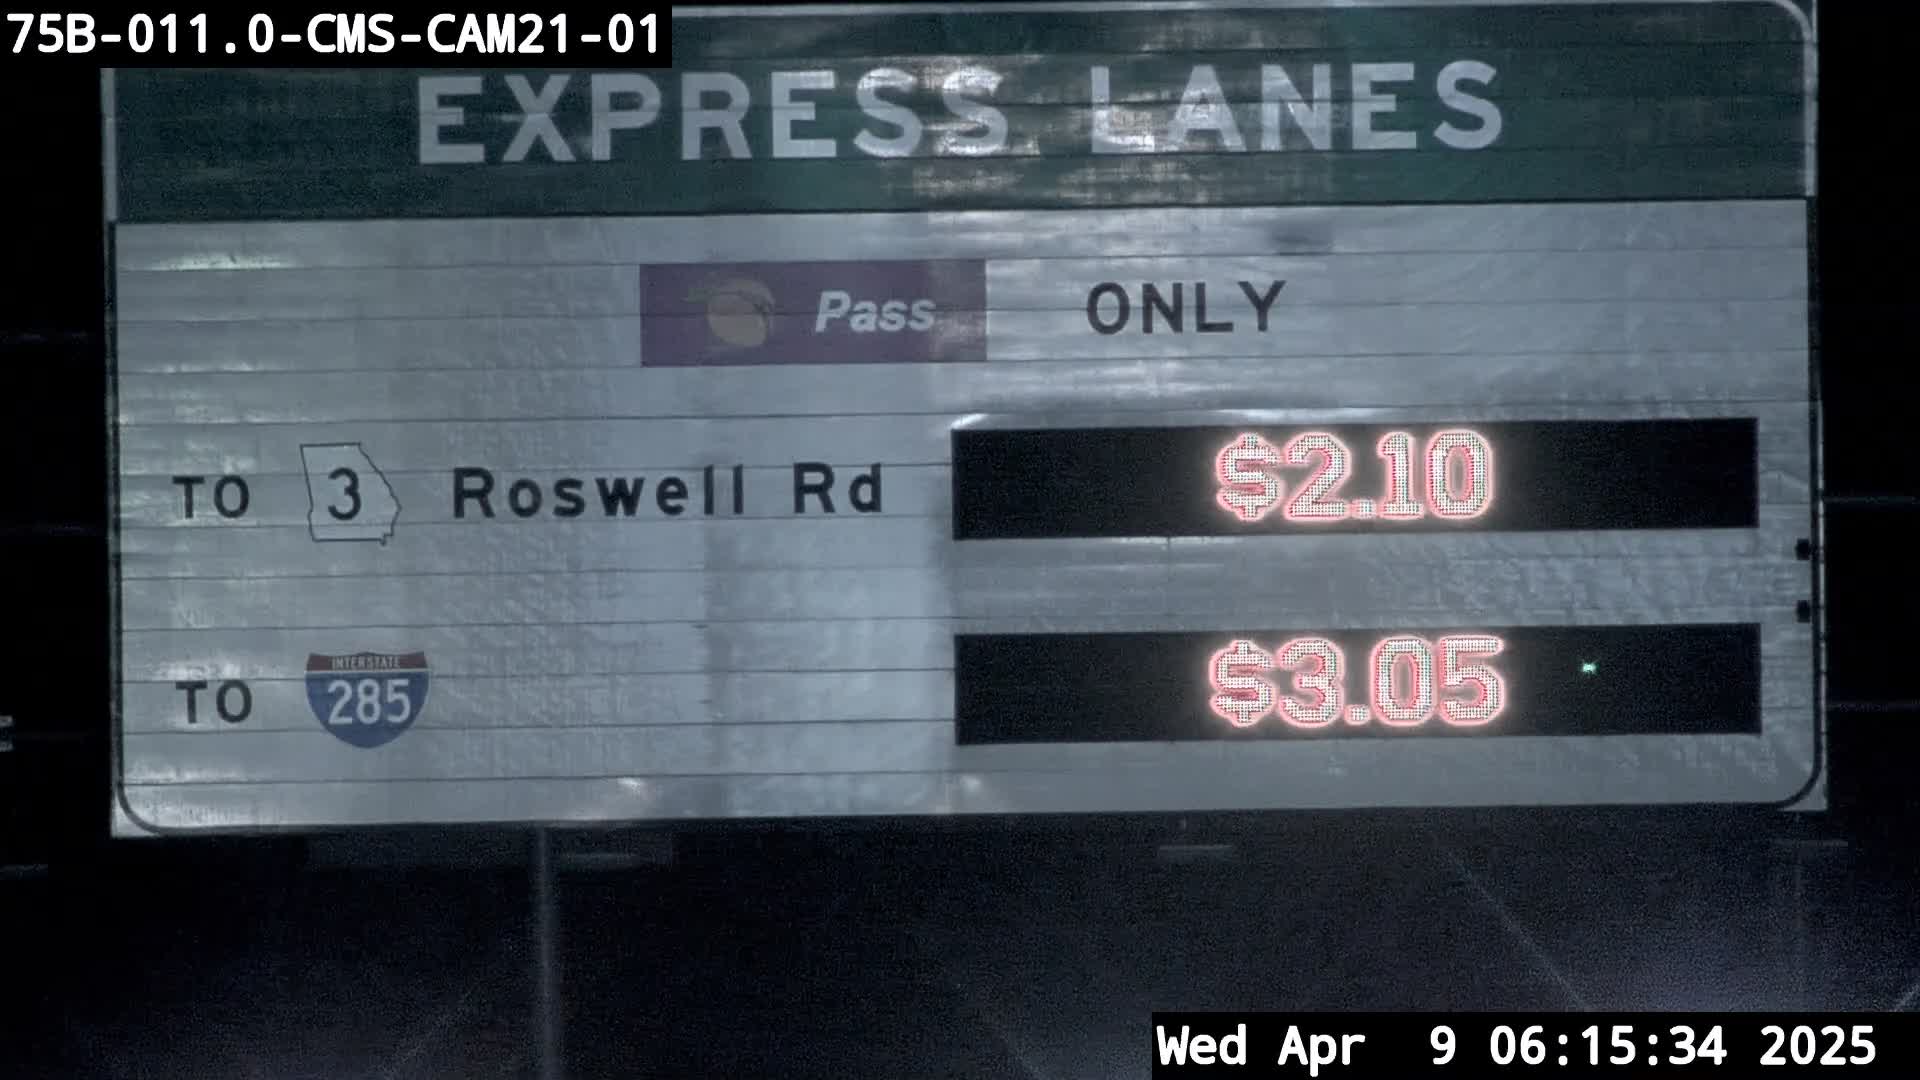 75B-011.0-CMS-CAM21-01
EXPRESS LANES
Pass ONLY
TO 3 Roswell Rd $2.10
TO INTERSTATE 285 $3.05
Wed Apr 9 06:15:34 2025